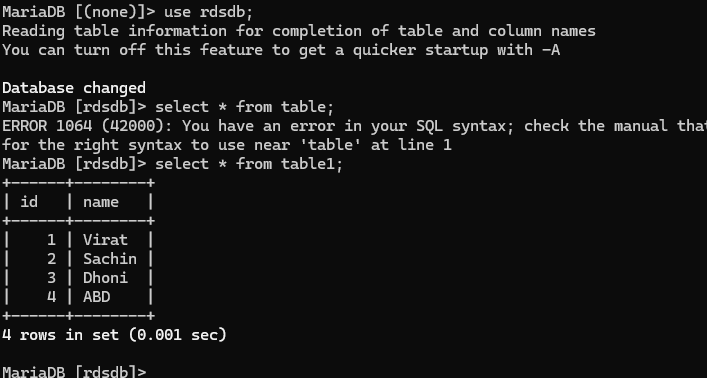 MariaDB [(none)]> use rdsdb;
Reading table information for completion of table and column names
You can turn off this feature to get a quicker startup with -A
Database changed
MariaDB [rdsdb]> select * from table;
ERROR 1064 (42000): You have an error in your SQL syntax; check the manual that
for the right syntax to use near 'table' at line 1
MariaDB [rdsdb]> select * from table1;
+------+--------+
| id   | name   |
+------+--------+
|    1 | Virat  |
|    2 | Sachin |
|    3 | Dhoni  |
|    4 | ABD    |
+------+--------+
4 rows in set (0.001 sec)
MariaDB [rdsdb]>